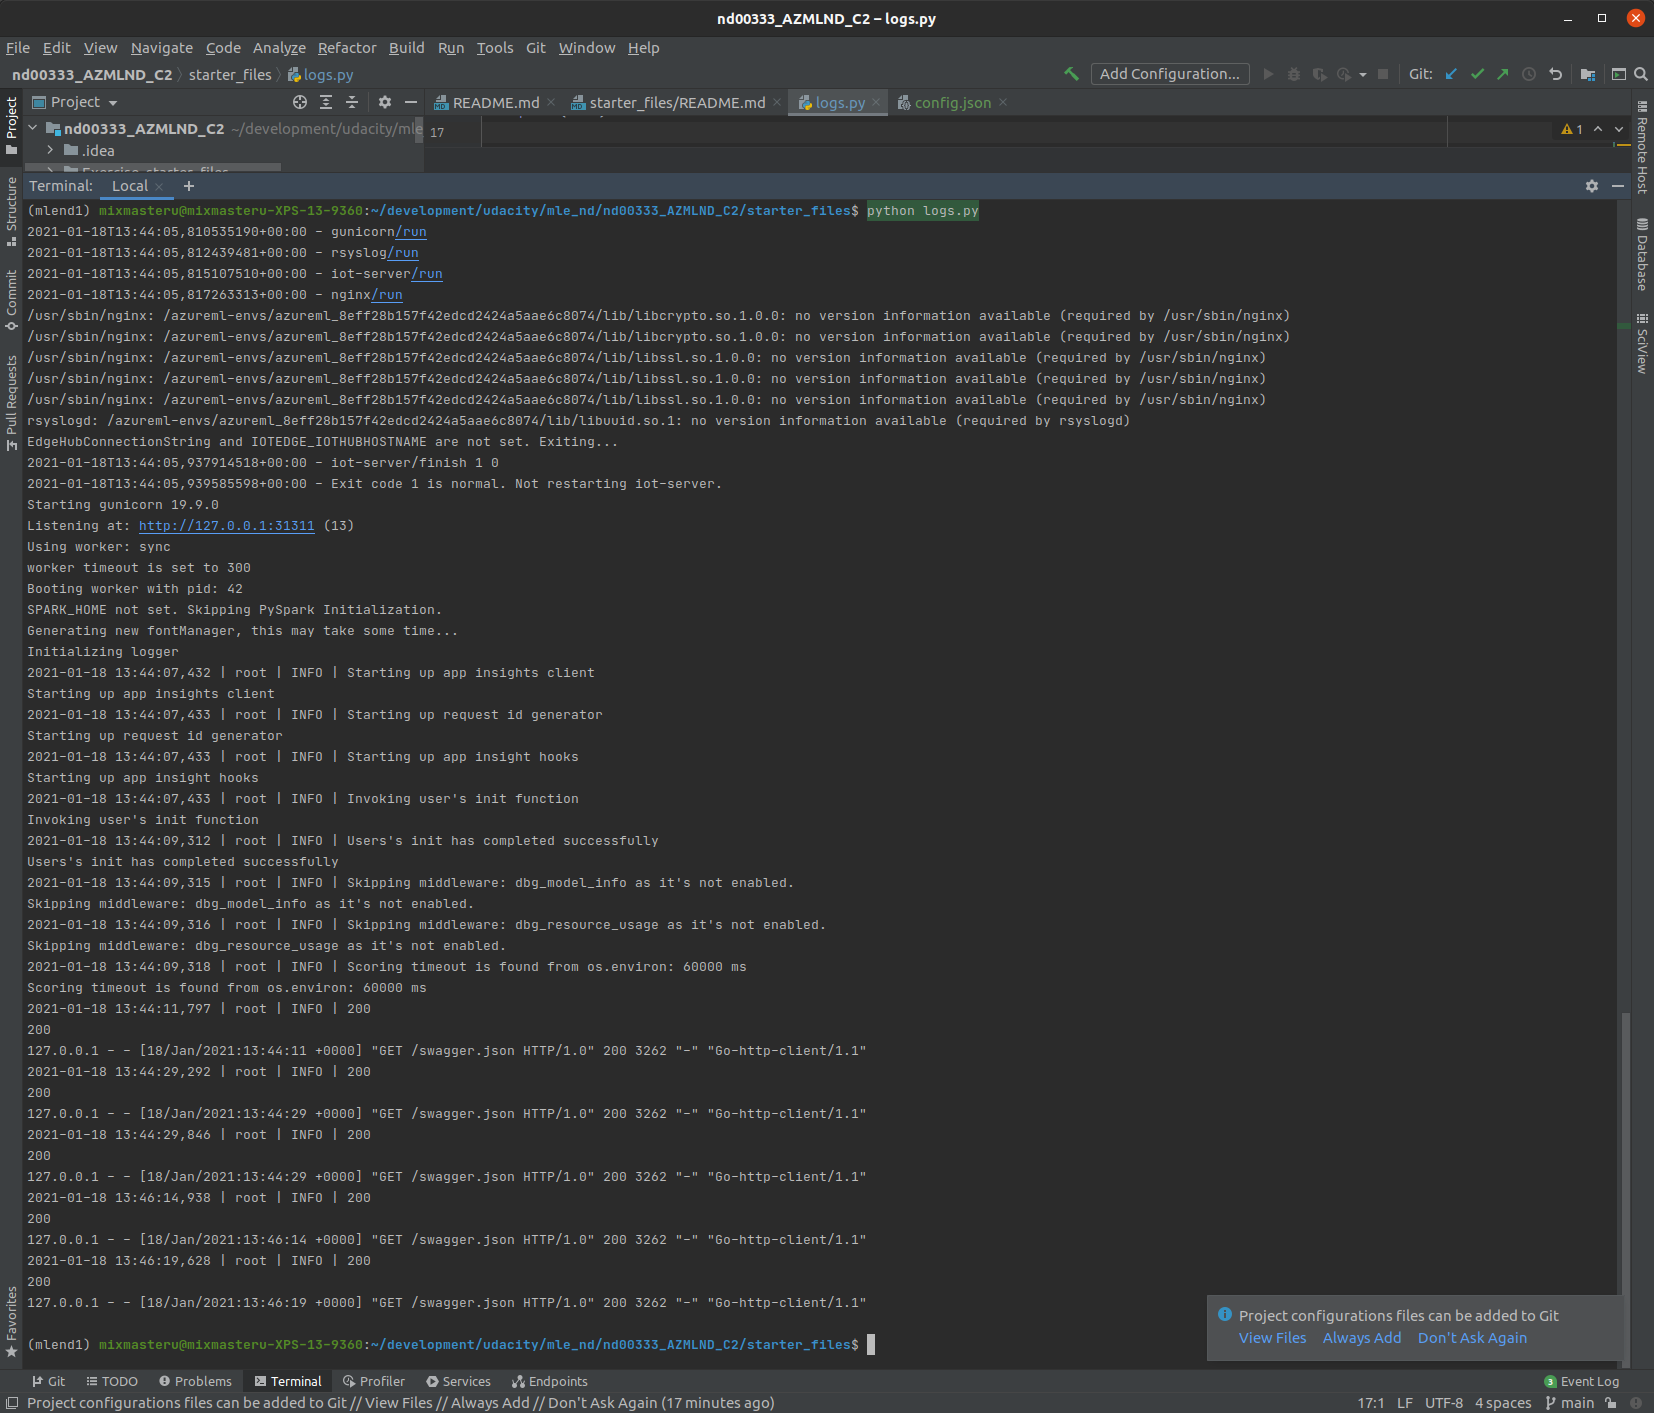 nd00333_AZMLND_C2 – logs.py
File Edit View Navigate Code Analyze Refactor Build Run Tools Git Window Help
nd00333_AZMLND_C2 starter_files logs.py Add Configuration... Git:
Project README.md starter_files/README.md logs.py config.json
nd00333_AZMLND_C2 ~/development/udacity/mle 17 1
.idea
Exercise_starter_files
Terminal: Local +
(mlend1) mixmasteru@mixmasteru-XPS-13-9360:~/development/udacity/mle_nd/nd00333_AZMLND_C2/starter_files$ python logs.py
2021-01-18T13:44:05,810535190+00:00 - gunicorn/run
2021-01-18T13:44:05,812439481+00:00 - rsyslog/run
2021-01-18T13:44:05,815107510+00:00 - iot-server/run
2021-01-18T13:44:05,817263313+00:00 - nginx/run
/usr/sbin/nginx: /azureml-envs/azureml_8eff28b157f42edcd2424a5aae6c8074/lib/libcrypto.so.1.0.0: no version information available (required by /usr/sbin/nginx)
/usr/sbin/nginx: /azureml-envs/azureml_8eff28b157f42edcd2424a5aae6c8074/lib/libcrypto.so.1.0.0: no version information available (required by /usr/sbin/nginx)
/usr/sbin/nginx: /azureml-envs/azureml_8eff28b157f42edcd2424a5aae6c8074/lib/libssl.so.1.0.0: no version information available (required by /usr/sbin/nginx)
/usr/sbin/nginx: /azureml-envs/azureml_8eff28b157f42edcd2424a5aae6c8074/lib/libssl.so.1.0.0: no version information available (required by /usr/sbin/nginx)
/usr/sbin/nginx: /azureml-envs/azureml_8eff28b157f42edcd2424a5aae6c8074/lib/libssl.so.1.0.0: no version information available (required by /usr/sbin/nginx)
rsyslogd: /azureml-envs/azureml_8eff28b157f42edcd2424a5aae6c8074/lib/libuuid.so.1: no version information available (required by rsyslogd)
EdgeHubConnectionString and IOTEDGE_IOTHUBHOSTNAME are not set. Exiting...
2021-01-18T13:44:05,937914518+00:00 - iot-server/finish 1 0
2021-01-18T13:44:05,939585598+00:00 - Exit code 1 is normal. Not restarting iot-server.
Starting gunicorn 19.9.0
Listening at: http://127.0.0.1:31311 (13)
Using worker: sync
worker timeout is set to 300
Booting worker with pid: 42
SPARK_HOME not set. Skipping PySpark Initialization.
Generating new fontManager, this may take some time...
Initializing logger
2021-01-18 13:44:07,432 | root | INFO | Starting up app insights client
Starting up app insights client
2021-01-18 13:44:07,433 | root | INFO | Starting up request id generator
Starting up request id generator
2021-01-18 13:44:07,433 | root | INFO | Starting up app insight hooks
Starting up app insight hooks
2021-01-18 13:44:07,433 | root | INFO | Invoking user's init function
Invoking user's init function
2021-01-18 13:44:09,312 | root | INFO | Users's init has completed successfully
Users's init has completed successfully
2021-01-18 13:44:09,315 | root | INFO | Skipping middleware: dbg_model_info as it's not enabled.
Skipping middleware: dbg_model_info as it's not enabled.
2021-01-18 13:44:09,316 | root | INFO | Skipping middleware: dbg_resource_usage as it's not enabled.
Skipping middleware: dbg_resource_usage as it's not enabled.
2021-01-18 13:44:09,318 | root | INFO | Scoring timeout is found from os.environ: 60000 ms
Scoring timeout is found from os.environ: 60000 ms
2021-01-18 13:44:11,797 | root | INFO | 200
200
127.0.0.1 - - [18/Jan/2021:13:44:11 +0000] "GET /swagger.json HTTP/1.0" 200 3262 "-" "Go-http-client/1.1"
2021-01-18 13:44:29,292 | root | INFO | 200
200
127.0.0.1 - - [18/Jan/2021:13:44:29 +0000] "GET /swagger.json HTTP/1.0" 200 3262 "-" "Go-http-client/1.1"
2021-01-18 13:44:29,846 | root | INFO | 200
200
127.0.0.1 - - [18/Jan/2021:13:44:29 +0000] "GET /swagger.json HTTP/1.0" 200 3262 "-" "Go-http-client/1.1"
2021-01-18 13:46:14,938 | root | INFO | 200
200
127.0.0.1 - - [18/Jan/2021:13:46:14 +0000] "GET /swagger.json HTTP/1.0" 200 3262 "-" "Go-http-client/1.1"
2021-01-18 13:46:19,628 | root | INFO | 200
200
127.0.0.1 - - [18/Jan/2021:13:46:19 +0000] "GET /swagger.json HTTP/1.0" 200 3262 "-" "Go-http-client/1.1"
(mlend1) mixmasteru@mixmasteru-XPS-13-9360:~/development/udacity/mle_nd/nd00333_AZMLND_C2/starter_files$
Project configurations files can be added to Git
View Files Always Add Don't Ask Again
Project
Structure
Commit
Pull Requests
Favorites
Remote Host
Database
SciView
Git TODO Problems Terminal Profiler Services Endpoints 3 Event Log
Project configurations files can be added to Git // View Files // Always Add // Don't Ask Again (17 minutes ago) 17:1 LF UTF-8 4 spaces main